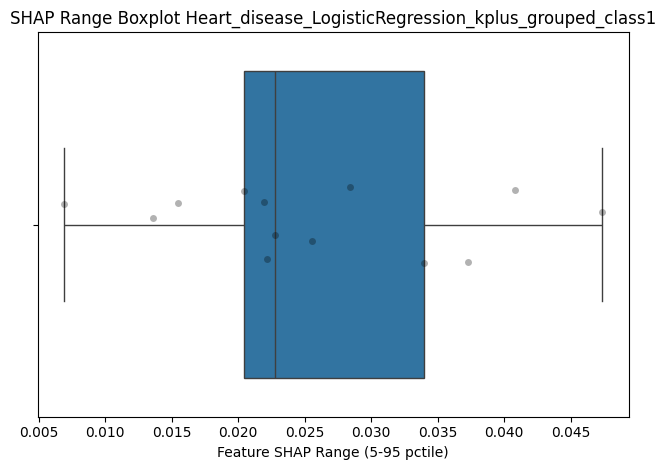 SHAP Range Boxplot Heart_disease_LogisticRegression_kplus_grouped_class1
0.005 0.010 0.015 0.020 0.025 0.030 0.035 0.040 0.045
Feature SHAP Range (5-95 pctile)